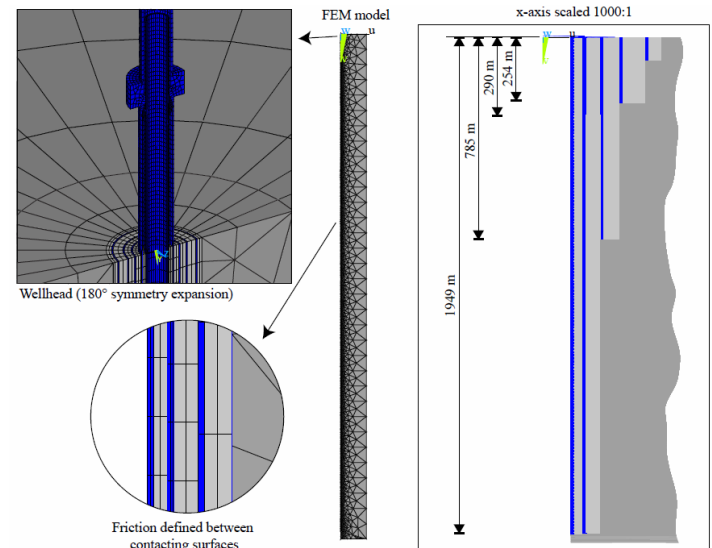 FEM model
w
u
x-axis scaled 1000:1
w
u
254 m
290 m
785 m
1949 m
Wellhead (180° symmetry expansion)
Friction defined between
contacting surfaces